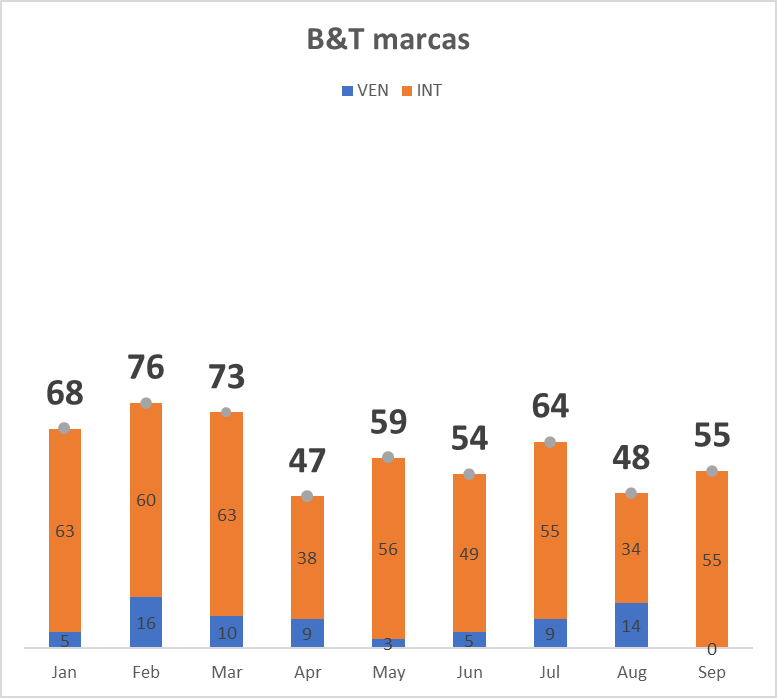 B&T marcas
VEN INT
68 76 73 47 59 54 64 48 55
63 60 63 38 56 49 55 34 55
5 16 10 9 3 5 9 14 0
Jan Feb Mar Apr May Jun Jul Aug Sep